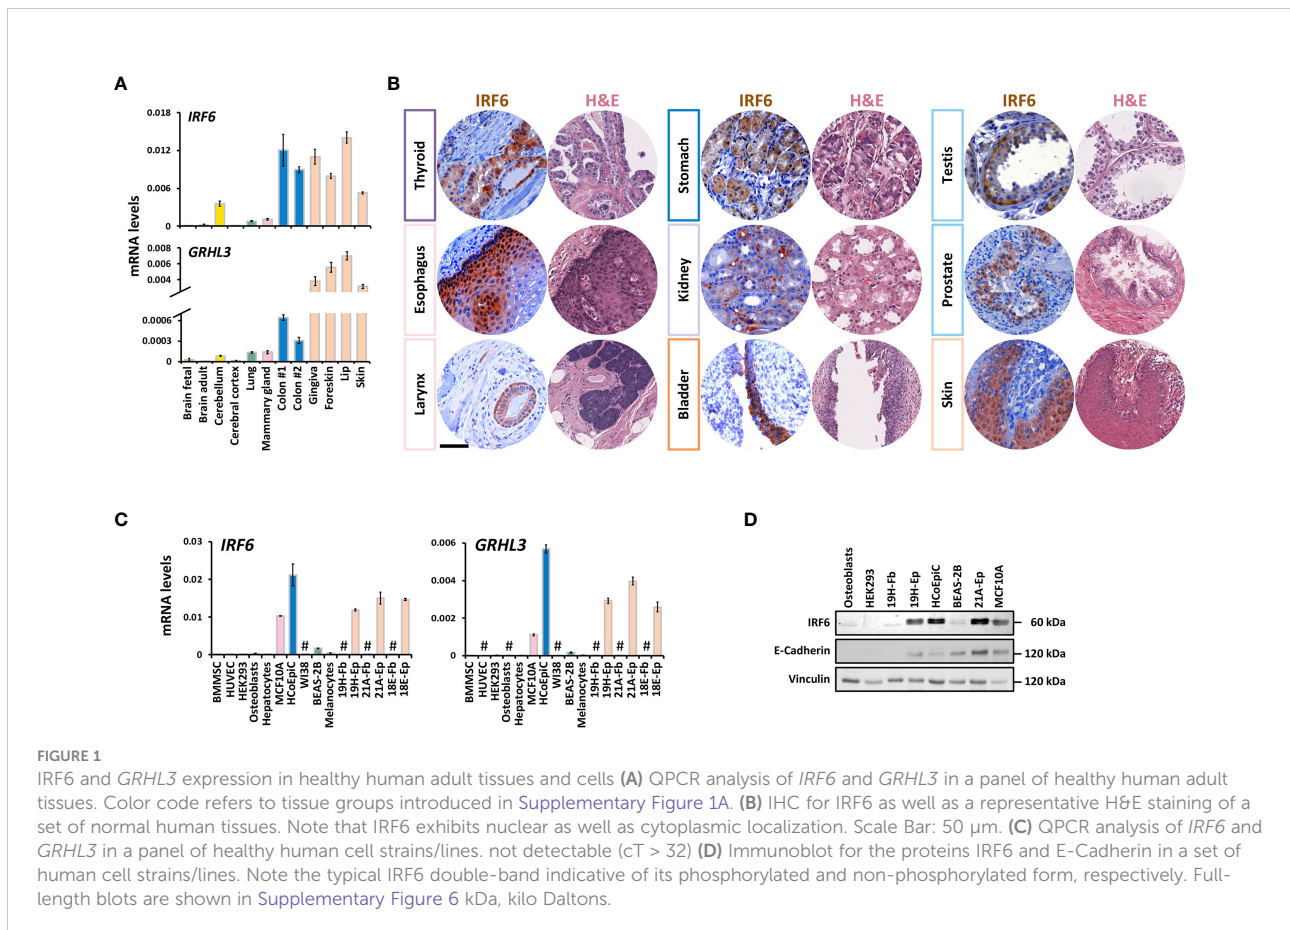 A
IRF6
0.018
0.012
0.006
0
mRNA levels
GRHL3
0.008
0.006
0.004
0.0006
0.0003
0
Brain fetal
Brain adult
Cerebellum
Cerebral cortex
Lung
Mammary gland
Colon #1
Colon #2
Gingiva
Foreskin
Lip
Skin
B
IRF6 H&E IRF6 H&E IRF6 H&E
Thyroid
Stomach
Testis
Esophagus
Kidney
Prostate
Larynx
Bladder
Skin
C
IRF6
0.03
0.02
0.01
0
mRNA levels
# # # #
BMMSC
HUVEC
HEK293
Osteoblasts
Hepatocytes
MCF10A
HCoEpiC
WI38
BEAS-2B
Melanocytes
19H-Fb
19H-Ep
21A-Fb
21A-Ep
18E-Fb
18E-Ep
GRHL3
0.006
0.004
0.002
0
# # # # # #
BMMSC
HUVEC
HEK293
Osteoblasts
Hepatocytes
MCF10A
HCoEpiC
WI38
BEAS-2B
Melanocytes
19H-Fb
19H-Ep
21A-Fb
21A-Ep
18E-Fb
18E-Ep
D
Osteoblasts
HEK293
19H-Fb
19H-Ep
HCoEpiC
BEAS-2B
21A-Ep
MCF10A
IRF6 60 kDa
E-Cadherin 120 kDa
Vinculin 120 kDa
FIGURE 1
IRF6 and GRHL3 expression in healthy human adult tissues and cells (A) QPCR analysis of IRF6 and GRHL3 in a panel of healthy human adult
tissues. Color code refers to tissue groups introduced in Supplementary Figure 1A. (B) IHC for IRF6 as well as a representative H&E staining of a
set of normal human tissues. Note that IRF6 exhibits nuclear as well as cytoplasmic localization. Scale Bar: 50 µm. (C) QPCR analysis of IRF6 and
GRHL3 in a panel of healthy human cell strains/lines. not detectable (cT > 32) (D) Immunoblot for the proteins IRF6 and E-Cadherin in a set of
human cell strains/lines. Note the typical IRF6 double-band indicative of its phosphorylated and non-phosphorylated form, respectively. Full-
length blots are shown in Supplementary Figure 6 kDa, kilo Daltons.